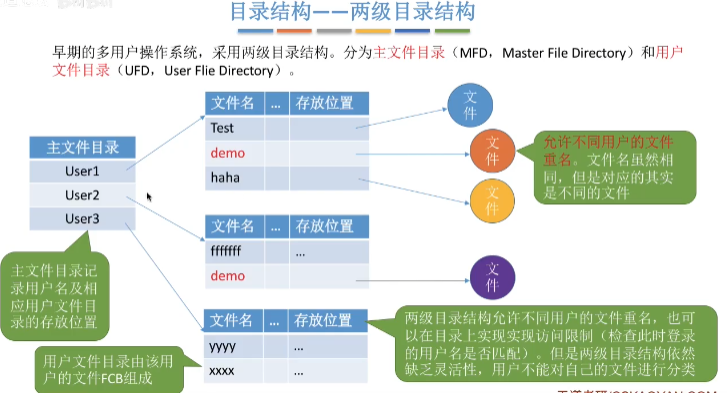 目录结构——两级目录结构
早期的多用户操作系统，采用两级目录结构。分为主文件目录（MFD，Master File Directory）和用户
文件目录（UFD，User Flie Directory）。
主文件目录
User1
User2
User3
文件名 ... 存放位置
Test
demo
haha
文件名 ... 存放位置
fffffff ...
demo
文件名 ... 存放位置
yyyy ...
xxxx ...
文
件
文
件
文
件
文
件
允许不同用户的文件
重名。文件名虽然相
同，但是对应的其实
是不同的文件
主文件目录记
录用户名及相
应用户文件目
录的存放位置
用户文件目录由该用
户的文件FCB组成
两级目录结构允许不同用户的文件重名，也可
以在目录上实现实现访问限制（检查此时登录
的用户名是否匹配）。但是两级目录结构依然
缺乏灵活性，用户不能对自己的文件进行分类